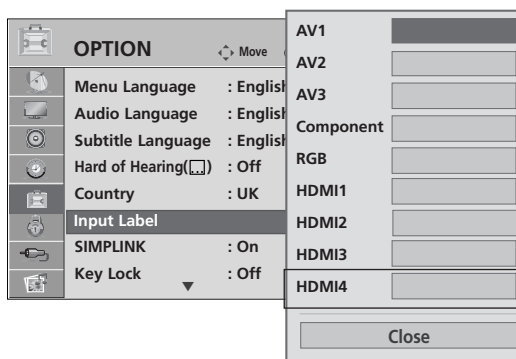 OPTION
Move
Menu Language : English
Audio Language : English
Subtitle Language : English
Hard of Hearing( ) : Off
Country : UK
Input Label
SIMPLINK : On
Key Lock : Off
AV1
AV2
AV3
Component
RGB
HDMI1
HDMI2
HDMI3
HDMI4
Close